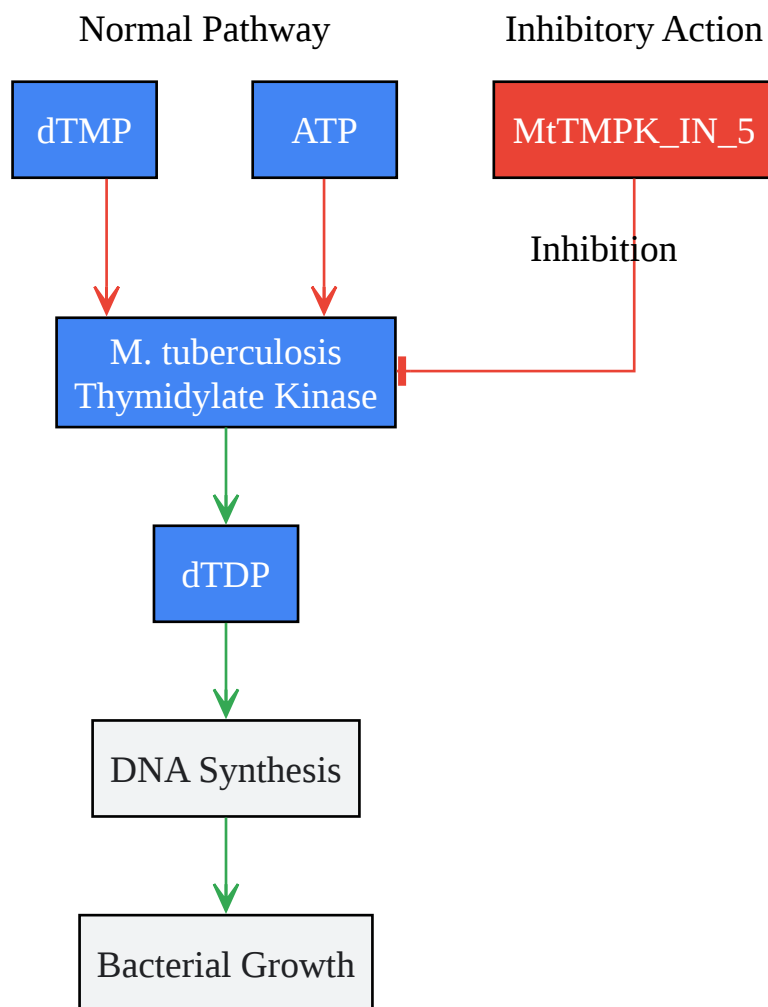 Normal Pathway
Inhibitory Action
dTMP
ATP
MtTMPK_IN_5
Inhibition
M. tuberculosis
Thymidylate Kinase
dTDP
DNA Synthesis
Bacterial Growth